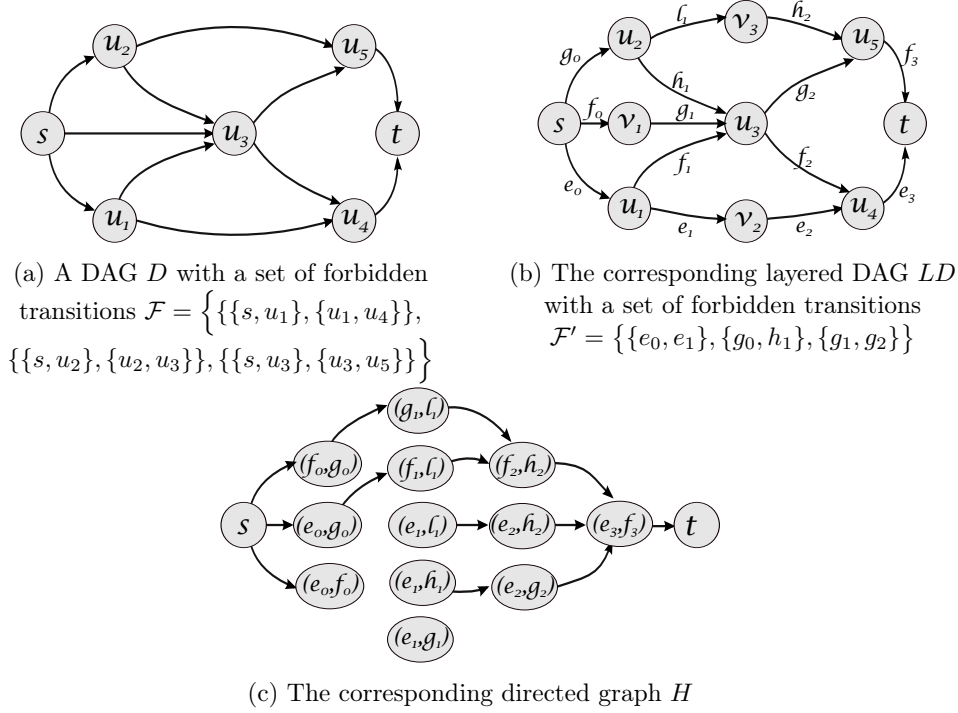 u₂
u₅
s
u₃
t
u₁
u₄
l₁
v₃
h₂
u₂
u₅
g₀
h₁
f₃
g₂
s
f₀
v₁
g₁
u₃
t
f₁
f₂
e₀
e₃
u₁
e₁
v₂
e₂
u₄
(a) A DAG D with a set of forbidden
transitions ℱ = {{{s, u₁}, {u₁, u₄}},
{{s, u₂}, {u₂, u₃}}, {{s, u₃}, {u₃, u₅}}}
(b) The corresponding layered DAG LD
with a set of forbidden transitions
ℱ′ = {{e₀, e₁}, {g₀, h₁}, {g₁, g₂}}
(g₁,l₁)
(f₀,g₀)
(f₁,l₁)
(f₂,h₂)
s
(e₀,g₀)
(e₁,l₁)
(e₂,h₂)
(e₃,f₃)
t
(e₀,f₀)
(e₁,h₁)
(e₂,g₂)
(e₁,g₁)
(c) The corresponding directed graph H